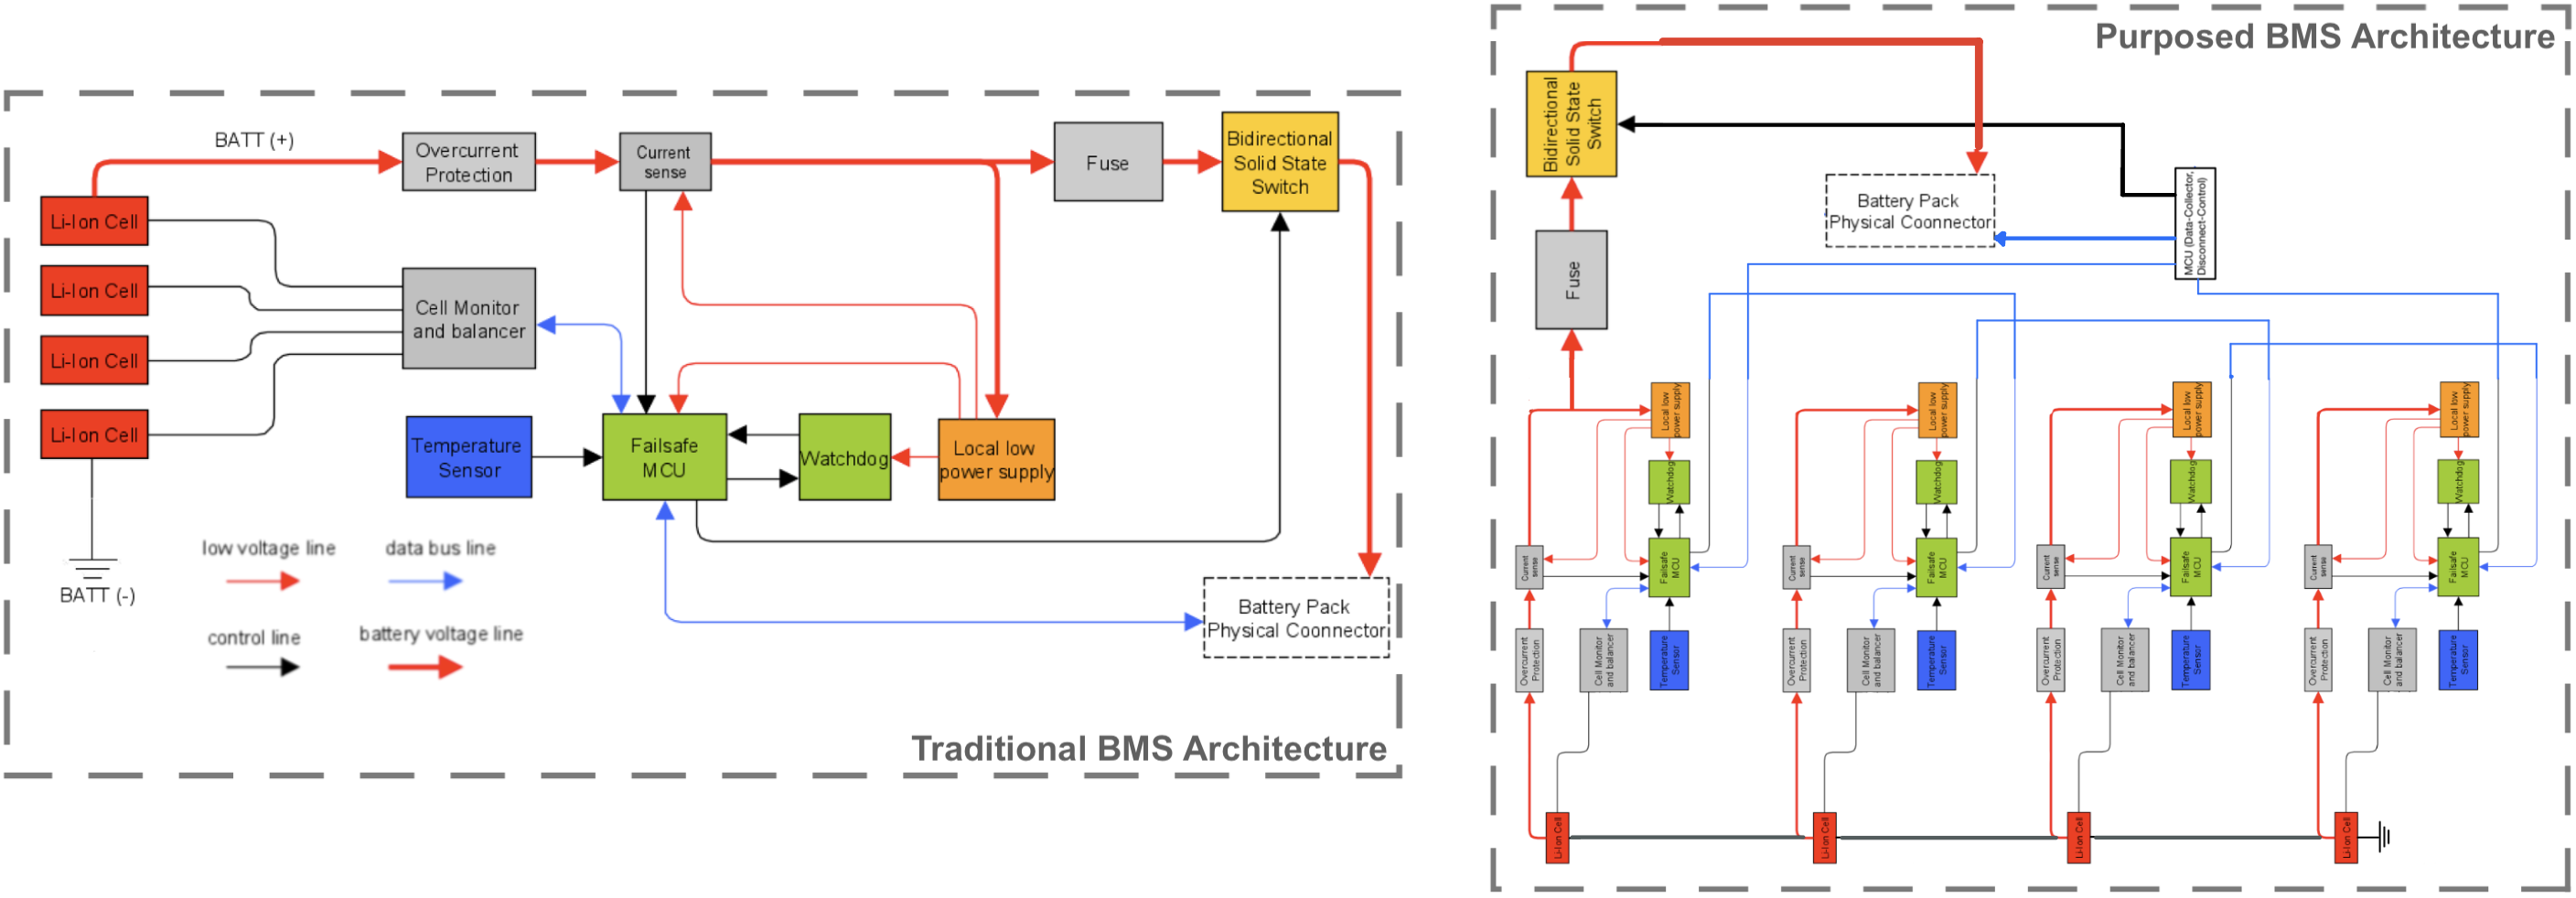 BATT (+)
Overcurrent
Protection
Current
sense
Fuse
Bidirectional
Solid State
Switch
Li-Ion Cell
Li-Ion Cell
Li-Ion Cell
Li-Ion Cell
Cell Monitor
and balancer
Temperature
Sensor
Failsafe
MCU
Watchdog
Local low
power supply
low voltage line
data bus line
BATT (-)
control line
battery voltage line
Battery Pack
Physical Coonnector
Traditional BMS Architecture
Purposed BMS Architecture
Bidirectional
Solid State
Switch
Battery Pack
Physical Coonnector
MCU (Data-Collector,
Disconnect-Control)
Fuse
Local low
power supply
Watchdog
Current
sense
Failsafe
MCU
Overcurrent
Protection
Cell Monitor
and balancer
Temperature
Sensor
Li-Ion Cell
Local low
power supply
Watchdog
Current
sense
Failsafe
MCU
Overcurrent
Protection
Cell Monitor
and balancer
Temperature
Sensor
Li-Ion Cell
Local low
power supply
Watchdog
Current
sense
Failsafe
MCU
Overcurrent
Protection
Cell Monitor
and balancer
Temperature
Sensor
Li-Ion Cell
Local low
power supply
Watchdog
Current
sense
Failsafe
MCU
Overcurrent
Protection
Cell Monitor
and balancer
Temperature
Sensor
Li-Ion Cell